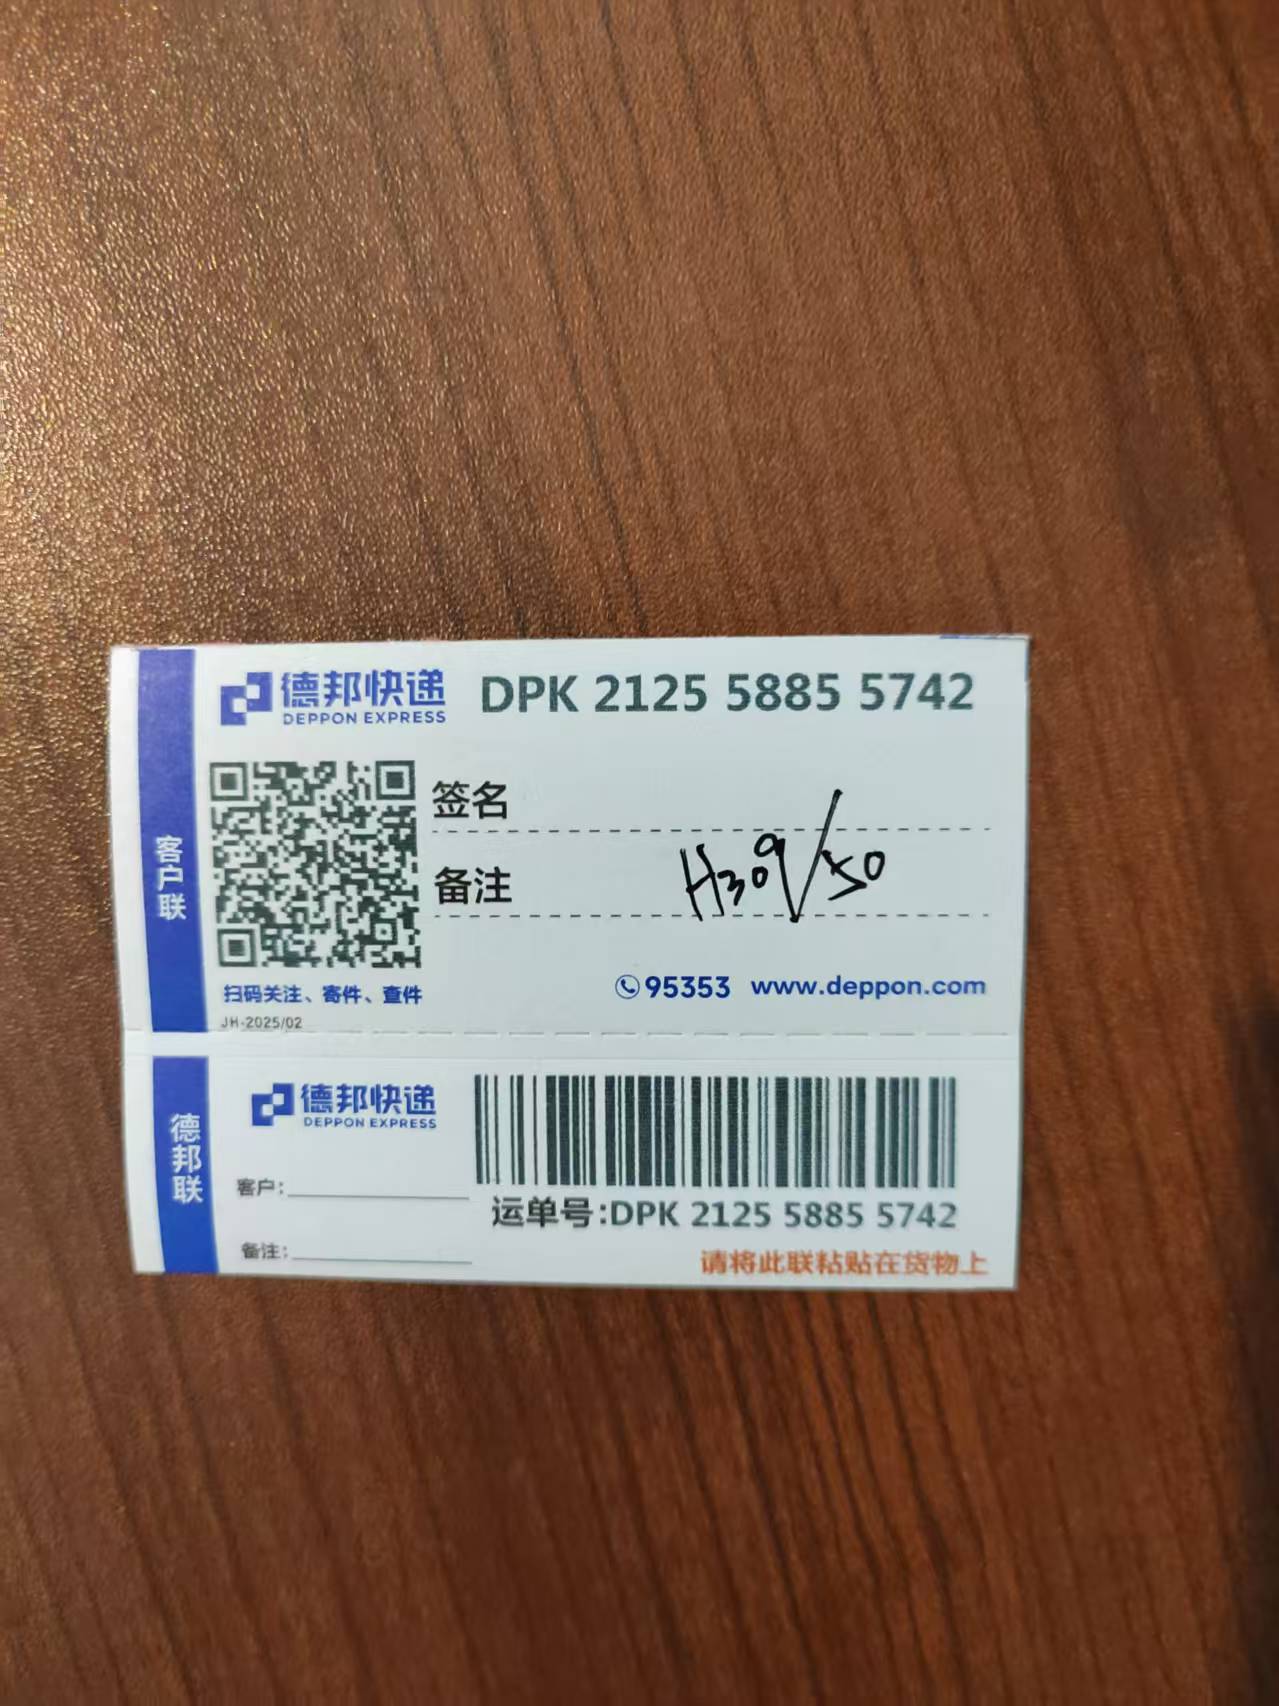 客户联
德邦快递 DPK 2125 5885 5742
DEPPON EXPRESS
签名
备注 H309/50
扫码关注、寄件、查件
95353 www.deppon.com
JH-2025/02
德邦联
德邦快递
DEPPON EXPRESS
客户:
运单号:DPK 2125 5885 5742
备注:
请将此联粘贴在货物上